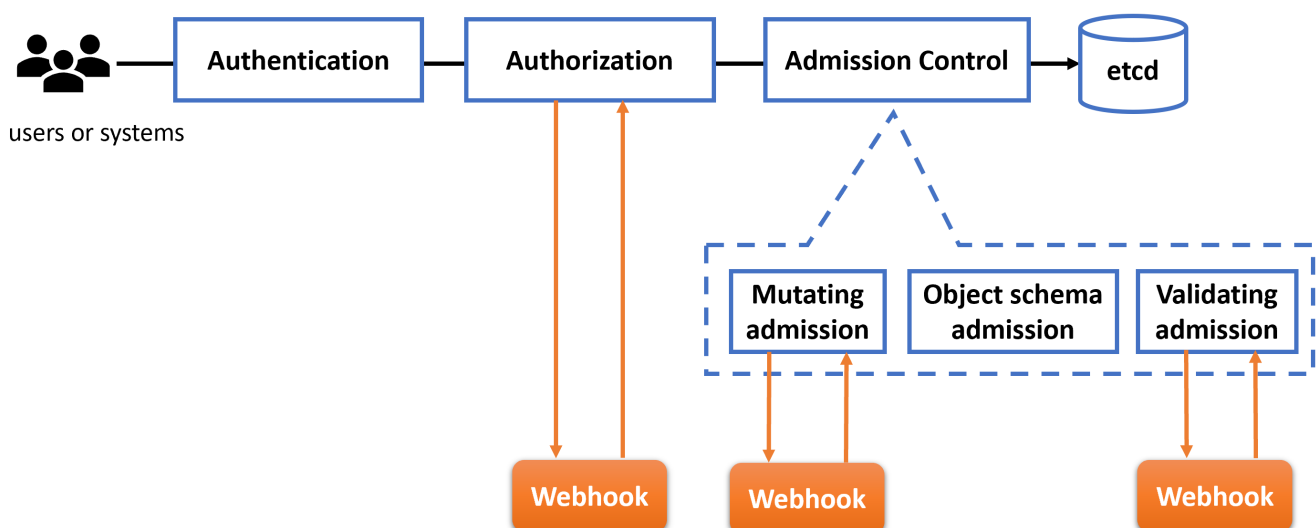 Authentication
Authorization
Admission Control
etcd
users or systems
Mutating
admission
Object schema
admission
Validating
admission
Webhook
Webhook
Webhook